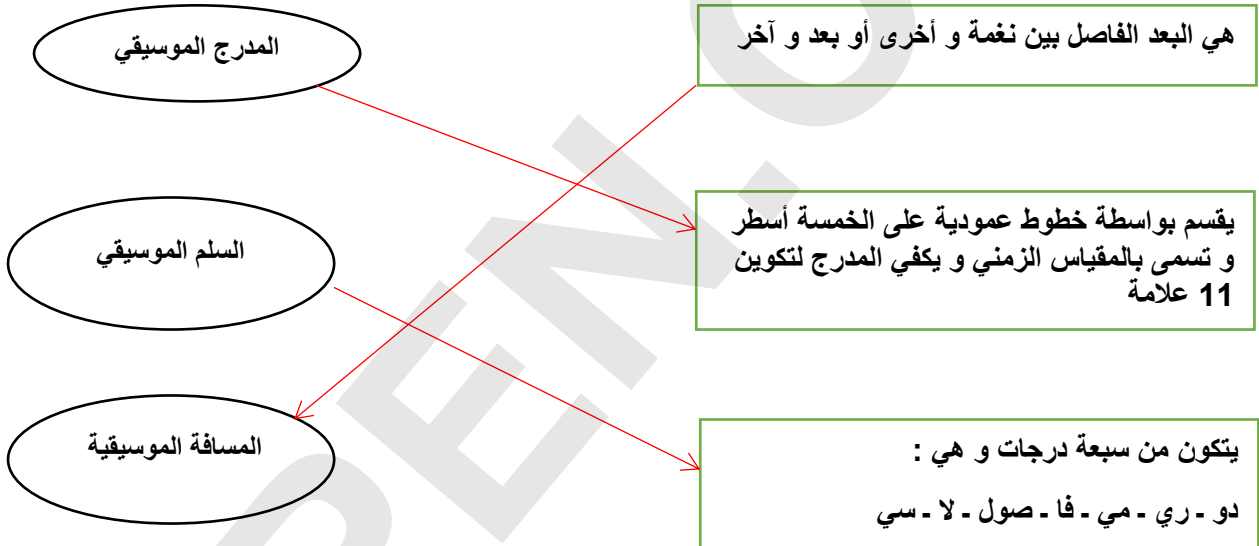 هي البعد الفاصل بين نغمة و أخرى أو بعد و آخر
المدرج الموسيقي
يقسم بواسطة خطوط عمودية على الخمسة أسطر
و تسمى بالمقياس الزمني و يكفي المدرج لتكوين
11 علامة
السلم الموسيقي
يتكون من سبعة درجات و هي :
دو ـ ري ـ مي ـ فا ـ صول ـ لا ـ سي
المسافة الموسيقية